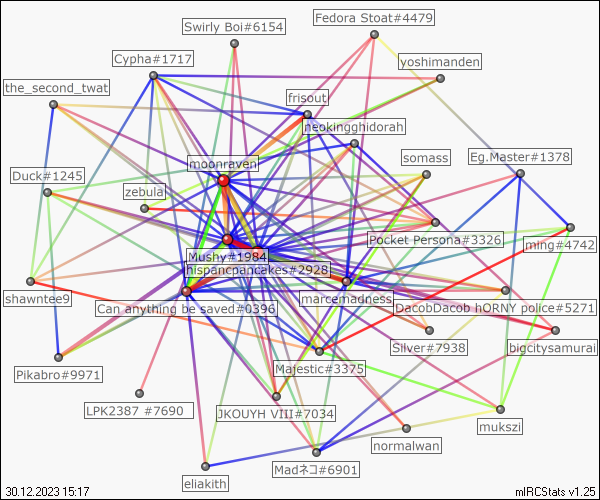 Swirly Boi#6154
Fedora Stoat#4479
Cypha#1717
yoshimanden
the_second_twat
frisout
neokingghidorah
moonraven
somass
Eg.Master#1378
Duck#1245
zebula
Pocket Persona#3326
ming#4742
Mushy#1984
hispancpancakes#2928
shawntee9
marcemadness
Can anything be saved#0396
DacobDacob hORNY police#5271
Silver#7938
bigcitysamurai
Pikabro#9971
Majestic#3375
LPK2387 #7690
JKOUYH VIII#7034
mukszi
normalwan
Madネコ#6901
eliakith
30.12.2023 15:17
mIRCStats v1.25